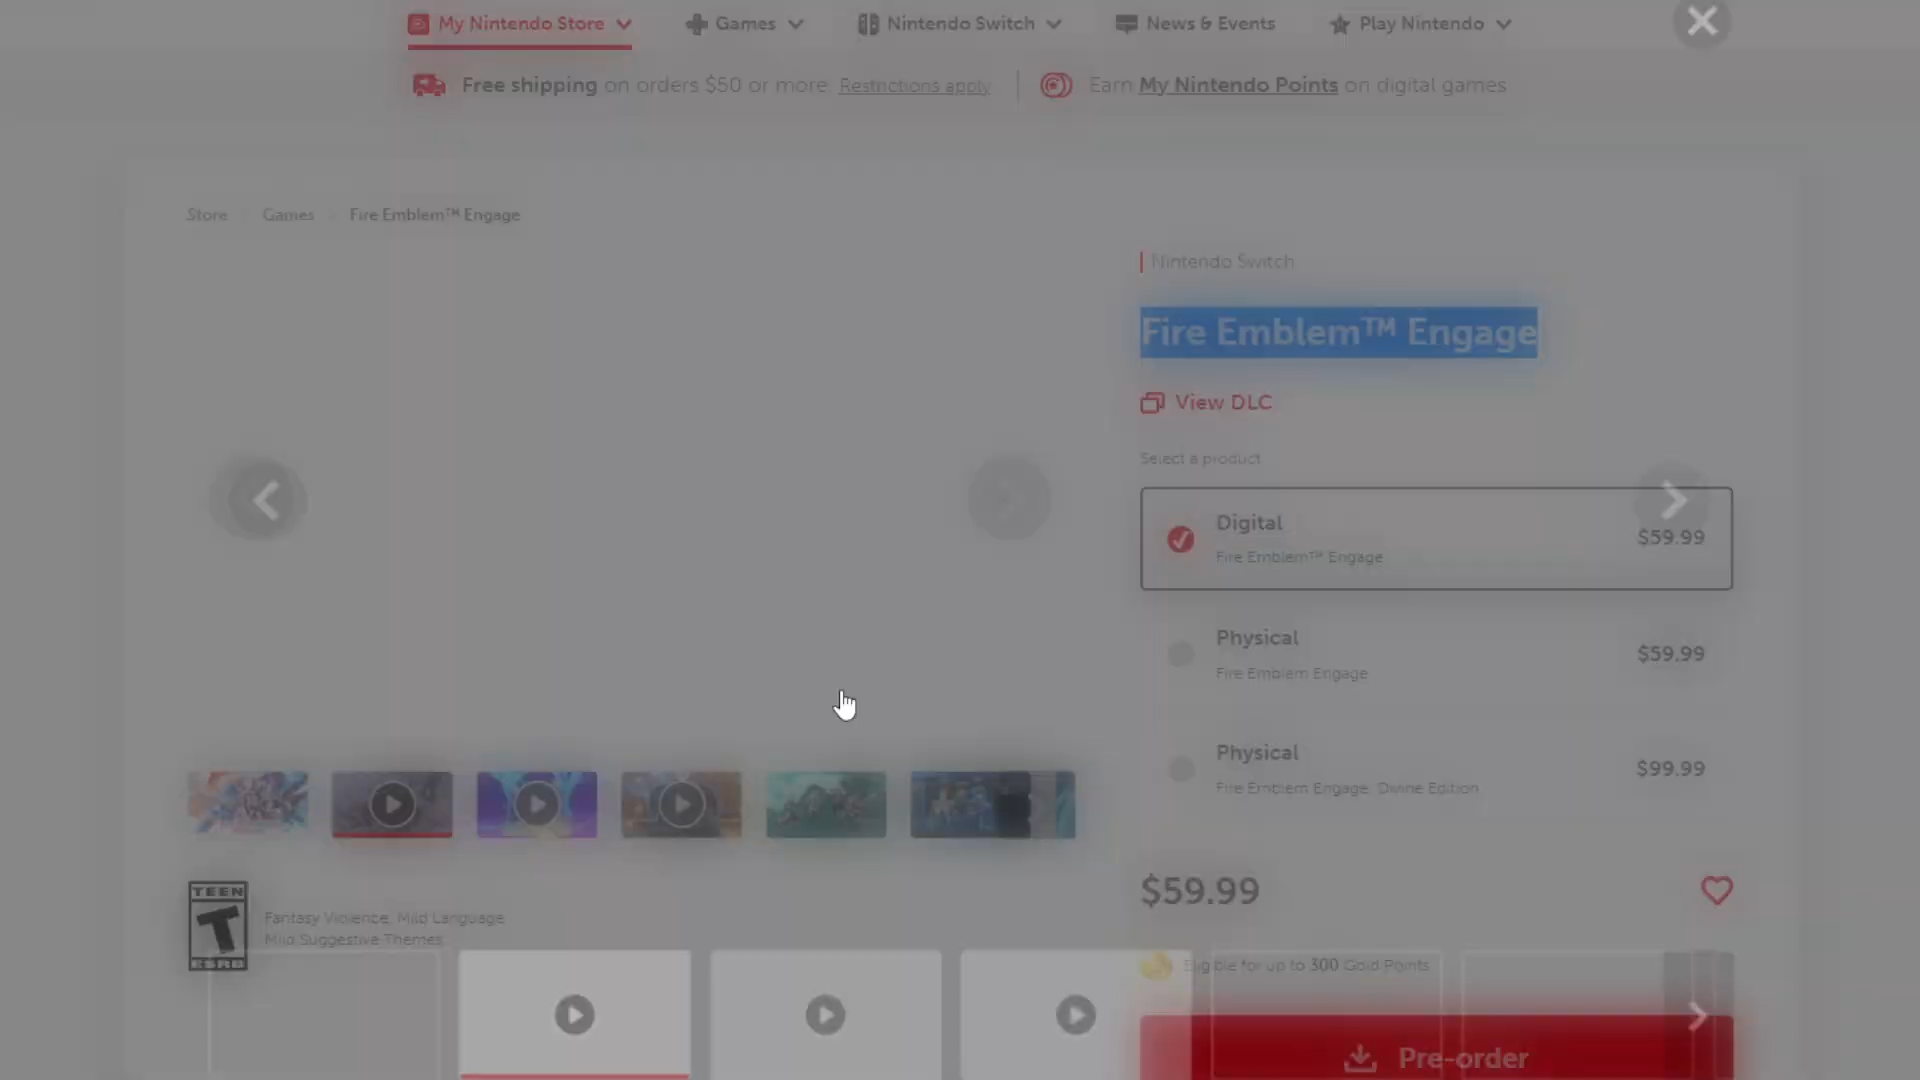 My Nintendo Store Games Nintendo Switch News & Events Play Nintendo
Free shipping on orders $50 or more. Restrictions apply Earn My Nintendo Points on digital games
Store Games Fire Emblem™ Engage
Nintendo Switch
Fire Emblem™ Engage
View DLC
Select a product
Digital
Fire Emblem™ Engage
$59.99
Physical
Fire Emblem Engage
$59.99
Physical
Fire Emblem Engage: Divine Edition
$99.99
TEEN
T
ESRB
Fantasy Violence, Mild Language
Mild Suggestive Themes
$59.99
Eligible for up to 300 Gold Points
Pre-order